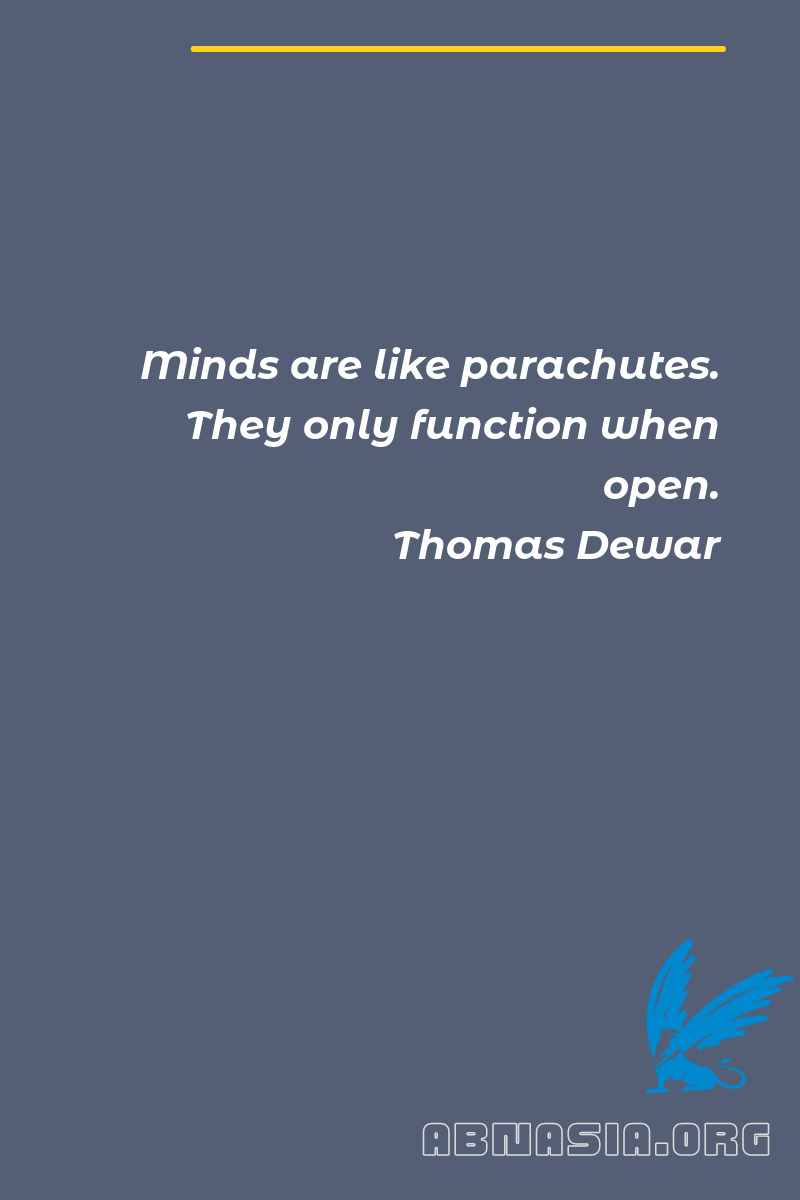 Minds are like parachutes.
They only function when
open.
Thomas Dewar
ABNASIA.ORG